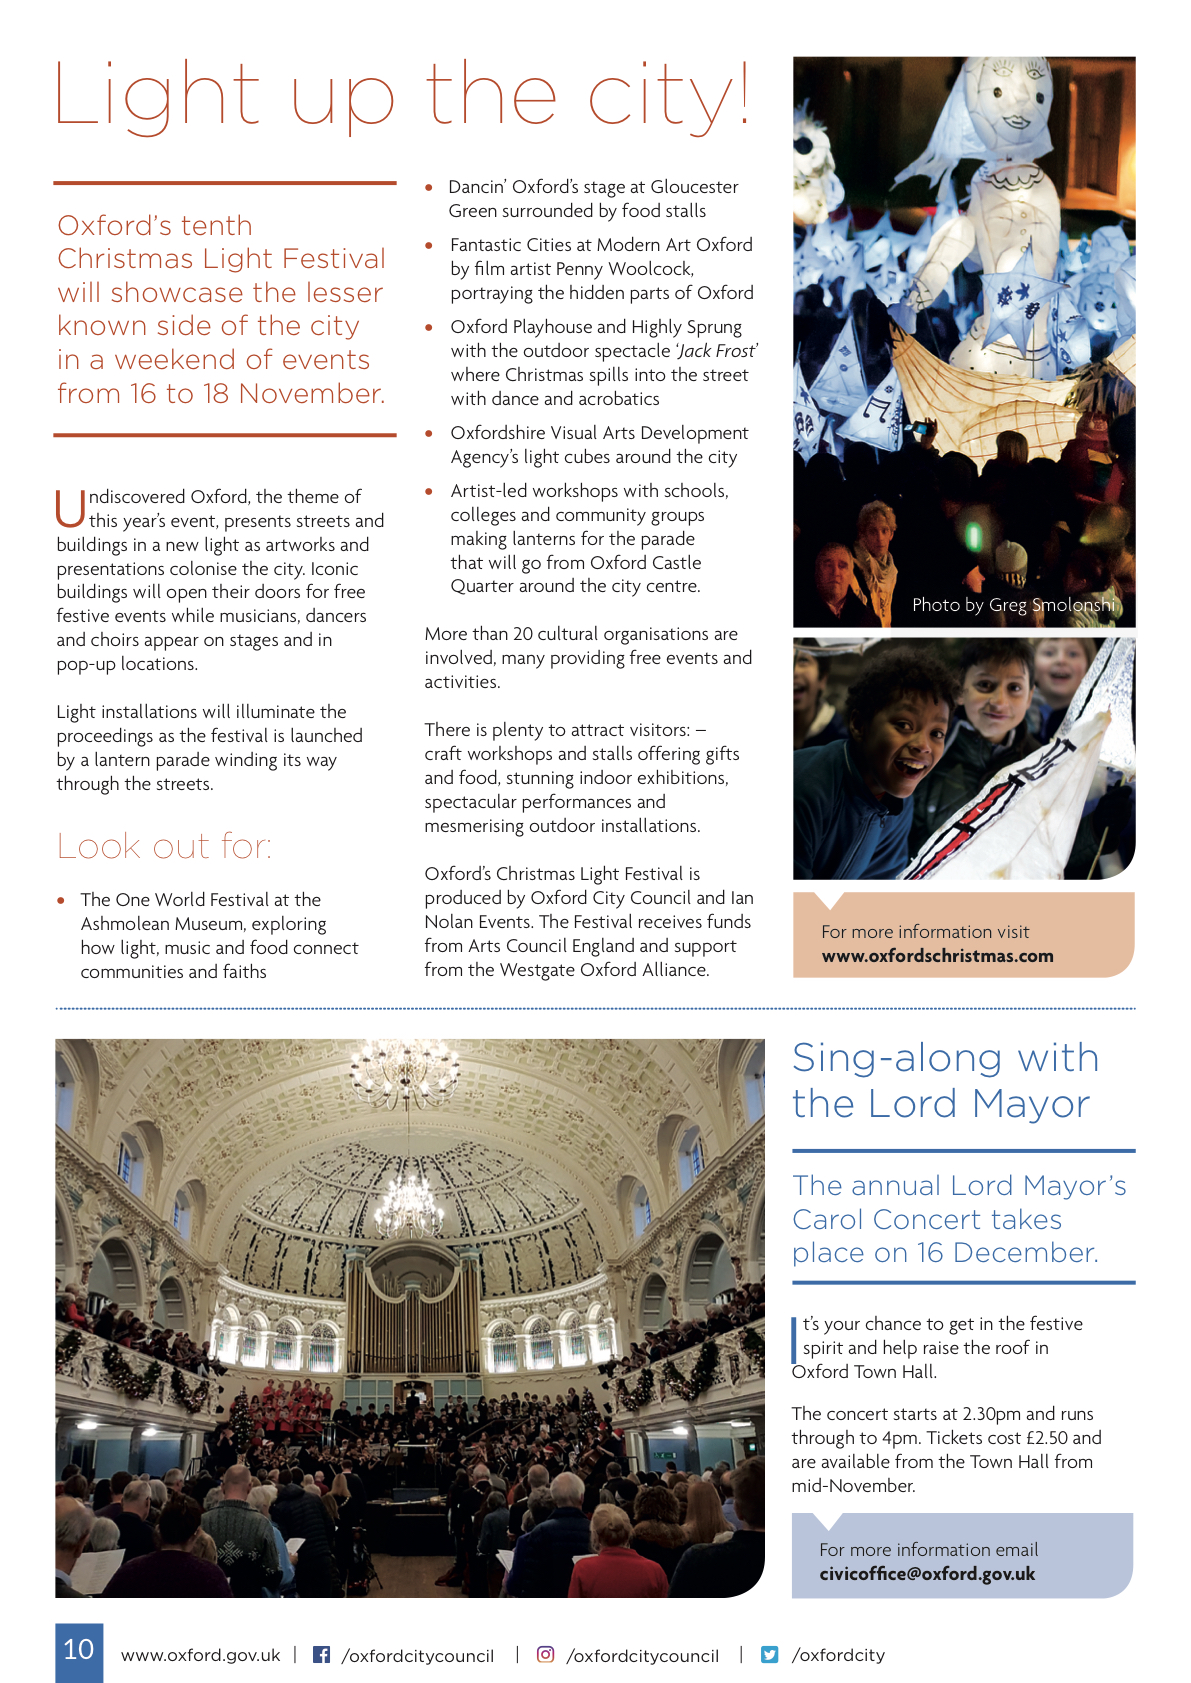 Light up the city!
Oxford's tenth
Christmas Light Festival
will showcase the lesser
known side of the city
in a weekend of events
from 16 to 18 November.
Undiscovered Oxford, the theme of
this year's event, presents streets and
buildings in a new light as artworks and
presentations colonise the city. Iconic
buildings will open their doors for free
festive events while musicians, dancers
and choirs appear on stages and in
pop-up locations.
Light installations will illuminate the
proceedings as the festival is launched
by a lantern parade winding its way
through the streets.
Look out for:
• The One World Festival at the
Ashmolean Museum, exploring
how light, music and food connect
communities and faiths
• Dancin' Oxford's stage at Gloucester
Green surrounded by food stalls
• Fantastic Cities at Modern Art Oxford
by film artist Penny Woolcock,
portraying the hidden parts of Oxford
• Oxford Playhouse and Highly Sprung
with the outdoor spectacle 'Jack Frost'
where Christmas spills into the street
with dance and acrobatics
• Oxfordshire Visual Arts Development
Agency's light cubes around the city
• Artist-led workshops with schools,
colleges and community groups
making lanterns for the parade
that will go from Oxford Castle
Quarter around the city centre.
More than 20 cultural organisations are
involved, many providing free events and
activities.
There is plenty to attract visitors: –
craft workshops and stalls offering gifts
and food, stunning indoor exhibitions,
spectacular performances and
mesmerising outdoor installations.
Oxford's Christmas Light Festival is
produced by Oxford City Council and Ian
Nolan Events. The Festival receives funds
from Arts Council England and support
from the Westgate Oxford Alliance.
Photo by Greg Smolonshi
For more information visit
www.oxfordschristmas.com
Sing-along with
the Lord Mayor
The annual Lord Mayor's
Carol Concert takes
place on 16 December.
It's your chance to get in the festive
spirit and help raise the roof in
Oxford Town Hall.
The concert starts at 2.30pm and runs
through to 4pm. Tickets cost £2.50 and
are available from the Town Hall from
mid-November.
For more information email
civicoffice@oxford.gov.uk
10 www.oxford.gov.uk | /oxfordcitycouncil | /oxfordcitycouncil | /oxfordcity